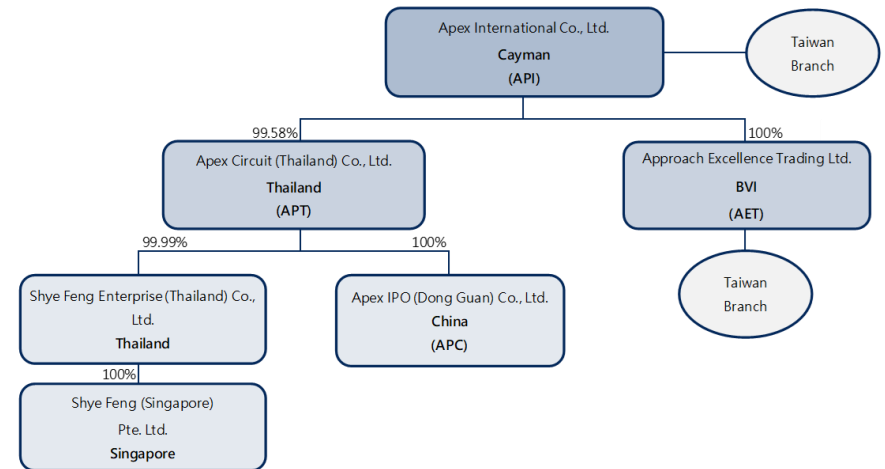 Apex International Co., Ltd.
Cayman
(API)
Taiwan
Branch
99.58%
100%
Apex Circuit (Thailand) Co., Ltd.
Thailand
(APT)
Approach Excellence Trading Ltd.
BVI
(AET)
99.99%
100%
Taiwan
Branch
Shye Feng Enterprise (Thailand) Co.,
Ltd.
Thailand
Apex IPO (Dong Guan) Co., Ltd.
China
(APC)
100%
Shye Feng (Singapore)
Pte. Ltd.
Singapore